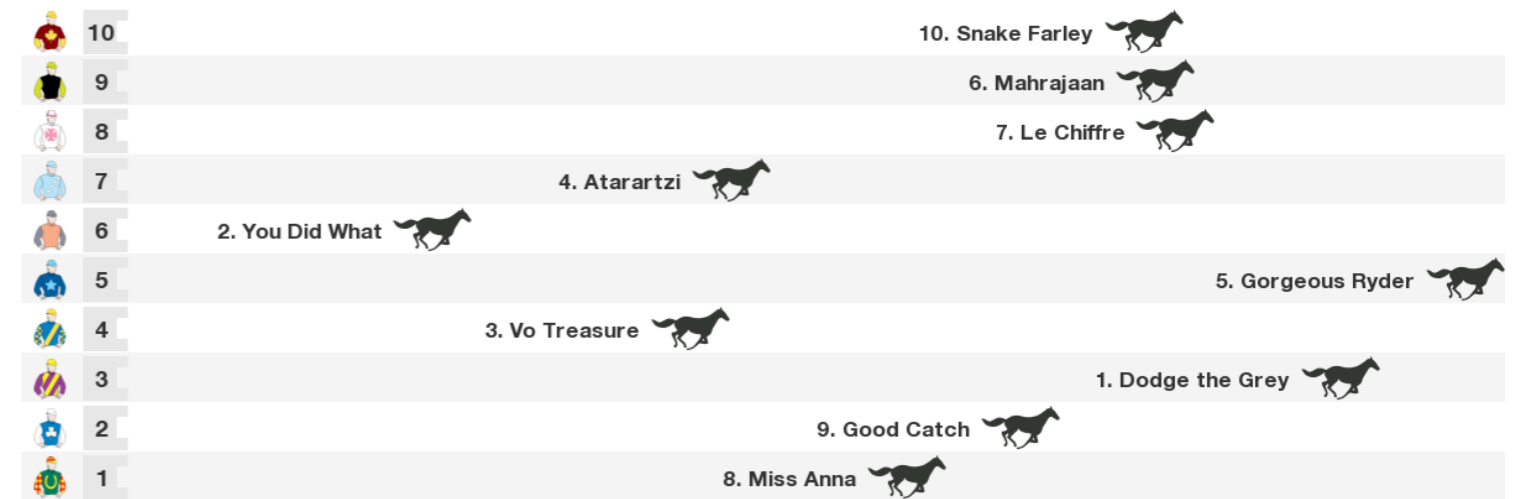 10 10. Snake Farley
9 6. Mahrajaan
8 7. Le Chiffre
7 4. Atarartzi
6 2. You Did What
5 5. Gorgeous Ryder
4 3. Vo Treasure
3 1. Dodge the Grey
2 9. Good Catch
1 8. Miss Anna